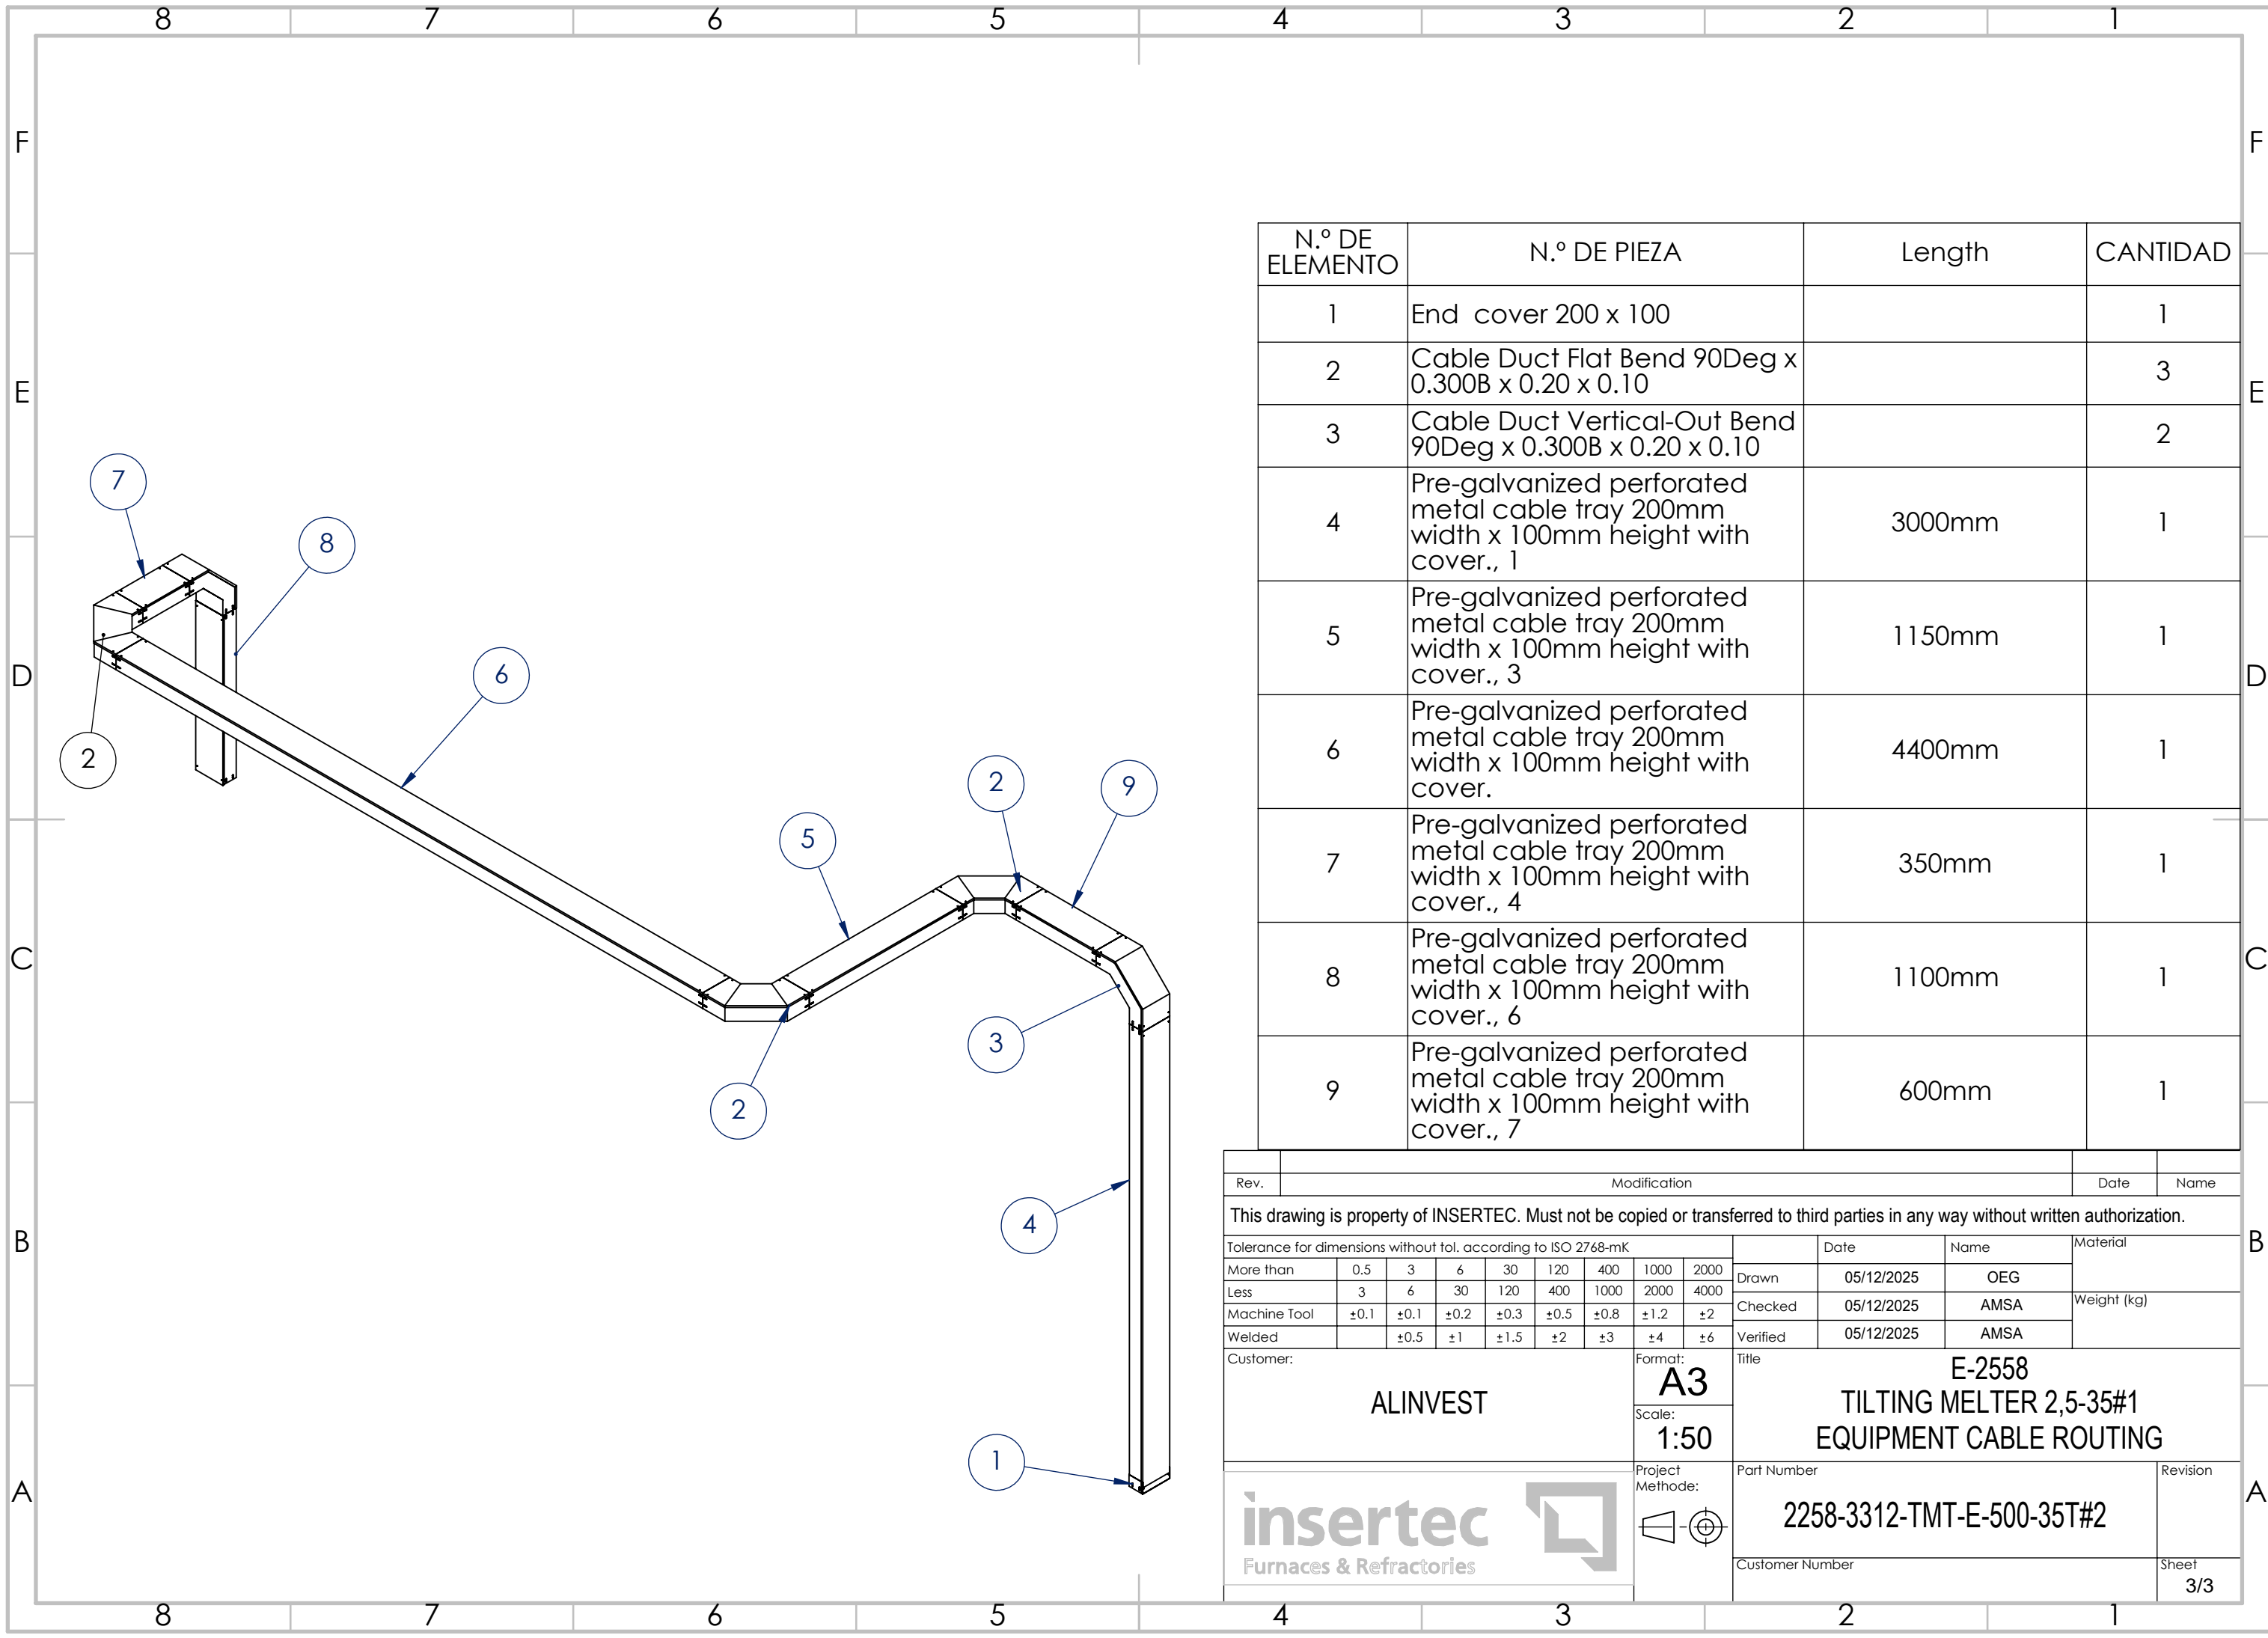 8 7 6 5 4 3 2 1
F F
E E
D D
C C
B B
A A
7
8
6
2
5
2
9
3
2
4
1
N.º DE ELEMENTO N.º DE PIEZA Length CANTIDAD
1 End cover 200 x 100 1
2 Cable Duct Flat Bend 90Deg x
0.300B x 0.20 x 0.10 3
3 Cable Duct Vertical-Out Bend
90Deg x 0.300B x 0.20 x 0.10 2
4 Pre-galvanized perforated
metal cable tray 200mm
width x 100mm height with
cover., 1 3000mm 1
5 Pre-galvanized perforated
metal cable tray 200mm
width x 100mm height with
cover., 3 1150mm 1
6 Pre-galvanized perforated
metal cable tray 200mm
width x 100mm height with
cover. 4400mm 1
7 Pre-galvanized perforated
metal cable tray 200mm
width x 100mm height with
cover., 4 350mm 1
8 Pre-galvanized perforated
metal cable tray 200mm
width x 100mm height with
cover., 6 1100mm 1
9 Pre-galvanized perforated
metal cable tray 200mm
width x 100mm height with
cover., 7 600mm 1
Rev. Modification Date Name
This drawing is property of INSERTEC. Must not be copied or transferred to third parties in any way without written authorization.
Tolerance for dimensions without tol. according to ISO 2768-mK
More than 0.5 3 6 30 120 400 1000 2000
Less 3 6 30 120 400 1000 2000 4000
Machine Tool ±0.1 ±0.1 ±0.2 ±0.3 ±0.5 ±0.8 ±1.2 ±2
Welded ±0.5 ±1 ±1.5 ±2 ±3 ±4 ±6
Date Name
Drawn 05/12/2025 OEG
Checked 05/12/2025 AMSA
Verified 05/12/2025 AMSA
Material
Weight (kg)
Customer:
ALINVEST
Format:
A3
Scale:
1:50
Title
E-2558
TILTING MELTER 2,5-35#1
EQUIPMENT CABLE ROUTING
insertec
Furnaces & Refractories
Project
Methode:
Part Number
2258-3312-TMT-E-500-35T#2
Revision
Customer Number
Sheet
3/3
8 7 6 5 4 3 2 1